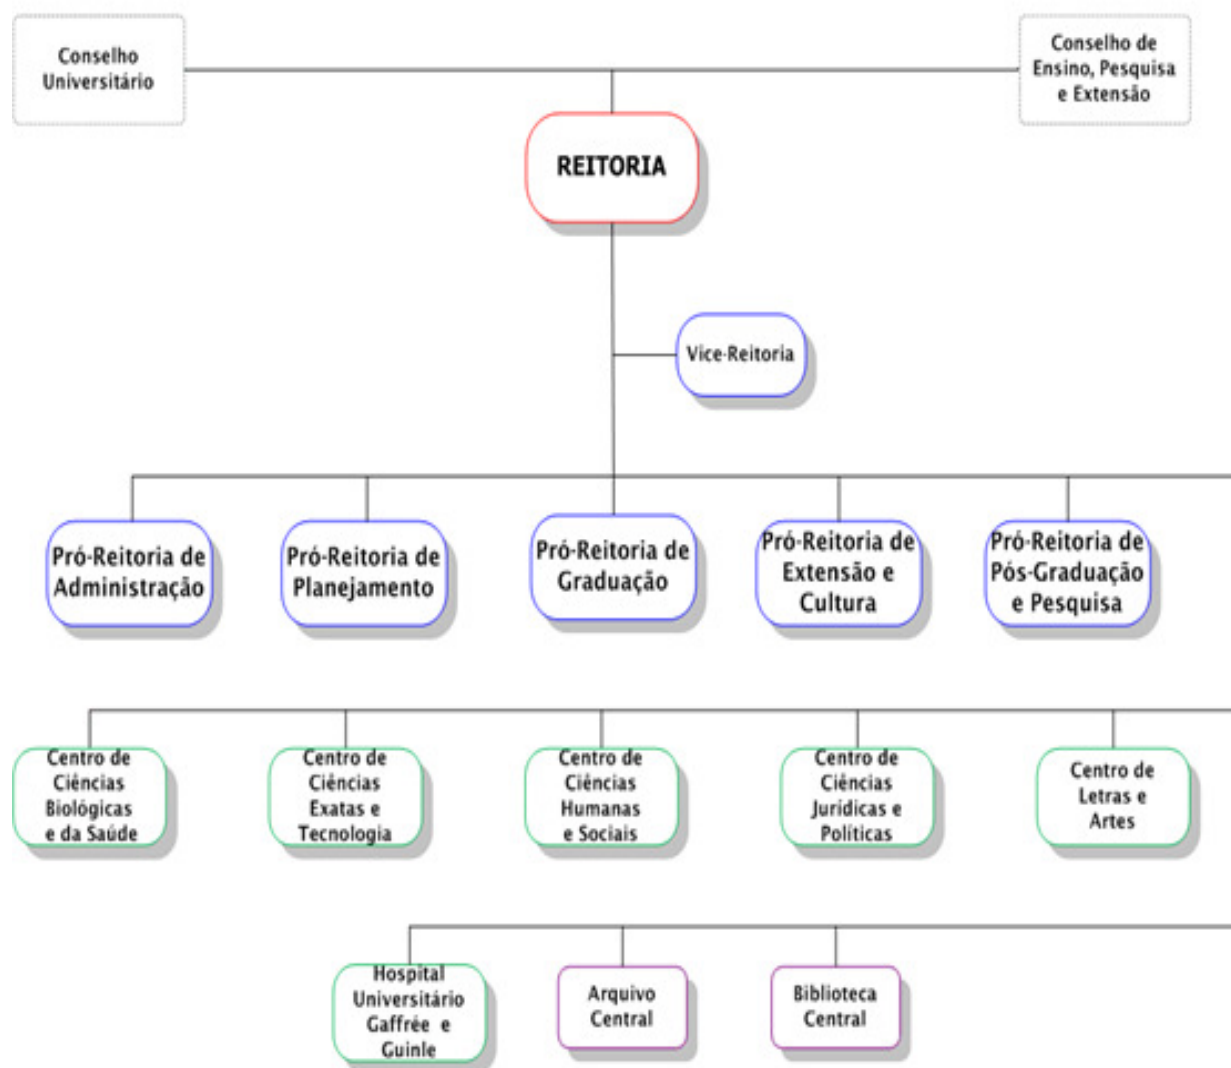 Conselho
Universitário
Conselho de
Ensino, Pesquisa
e Extensão
REITORIA
Vice-Reitoria
Pró-Reitoria de
Administração
Pró-Reitoria de
Planejamento
Pró-Reitoria de
Graduação
Pró-Reitoria de
Extensão e
Cultura
Pró-Reitoria de
Pós-Graduação
e Pesquisa
Centro de
Ciências
Biológicas
e da Saúde
Centro de
Ciências
Exatas e
Tecnologia
Centro de
Ciências
Humanas
e Sociais
Centro de
Ciências
Jurídicas e
Políticas
Centro de
Letras e
Artes
Hospital
Universitário
Gaffrée e
Guinle
Arquivo
Central
Biblioteca
Central